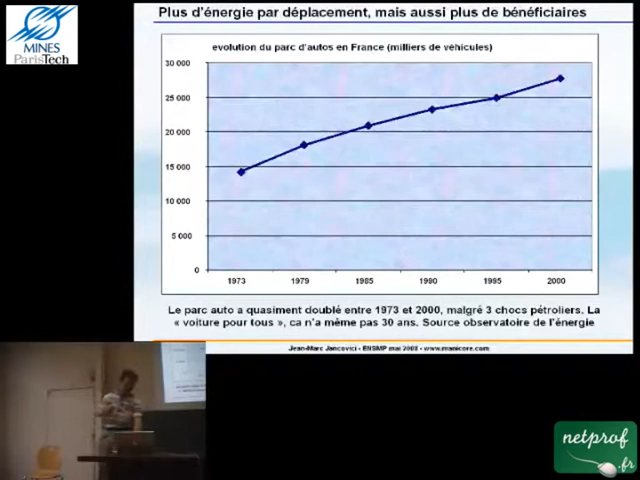 MINES
ParisTech
Plus d'énergie par déplacement, mais aussi plus de bénéficiaires
evolution du parc d'autos en France (milliers de véhicules)
30 000
25 000
20 000
15 000
10 000
5 000
0
1973 1979 1985 1990 1995 2000
Le parc auto a quasiment doublé entre 1973 et 2000, malgré 3 chocs pétroliers. La
« voiture pour tous », ca n'a même pas 30 ans. Source observatoire de l'énergie
Jean-Marc Jancovici - ENSMP mai 2008 - www.manicore.com
netprof
.fr